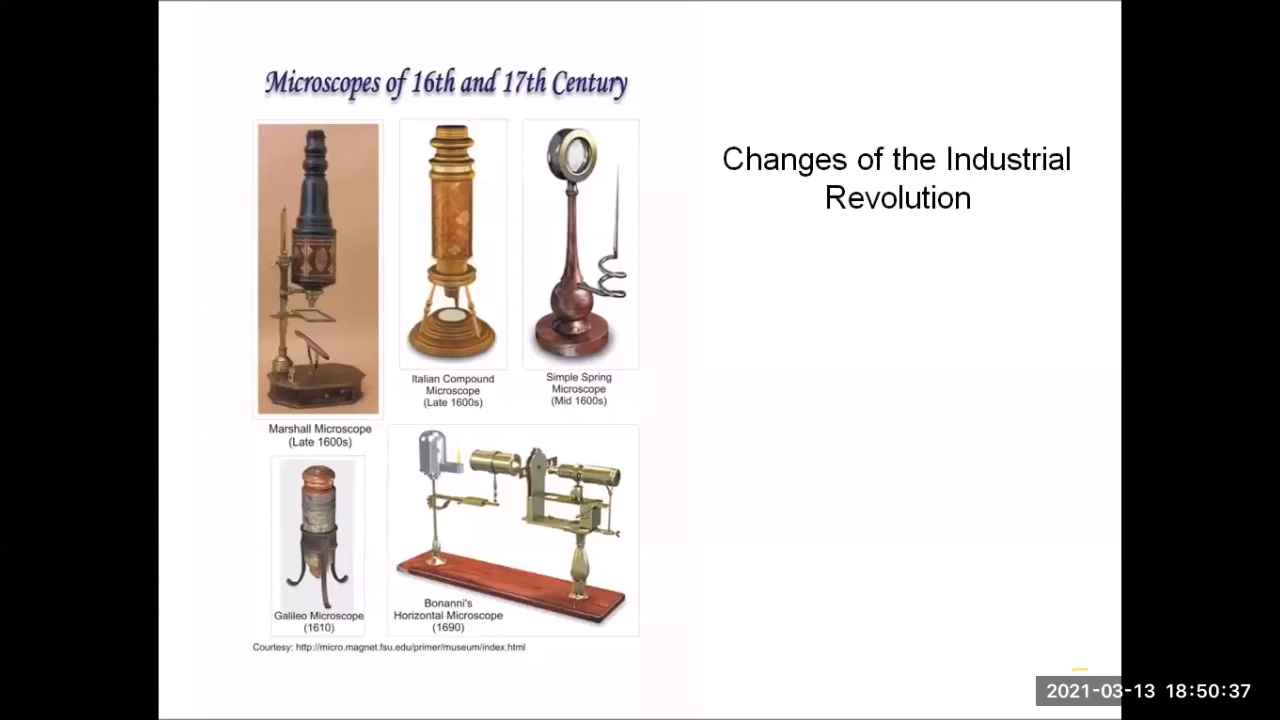 Microscopes of 16th and 17th Century
Changes of the Industrial
Revolution
Italian Compound
Microscope
(Late 1600s)
Simple Spring
Microscope
(Mid 1600s)
Marshall Microscope
(Late 1600s)
Galileo Microscope
(1610)
Bonanni's
Horizontal Microscope
(1690)
Courtesy: http://micro.magnet.fsu.edu/primer/museum/index.html
2021-03-13 18:50:37